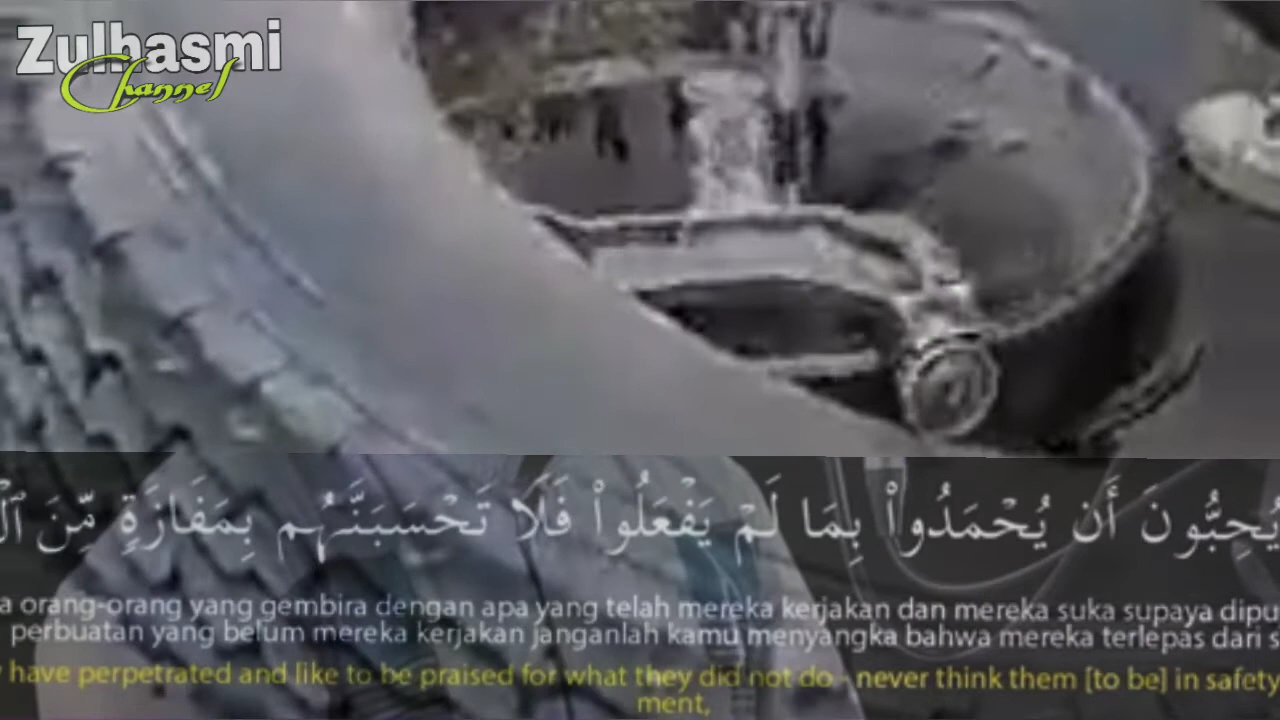 Zulhasmi
Channel
يُحِبُّونَ أَن يُحْمَدُوا۟ بِمَا لَمْ يَفْعَلُوا۟ فَلَا تَحْسَبَنَّهُم بِمَفَازَةٍ مِّنَ ٱلْ
a orang-orang yang gembira dengan apa yang telah mereka kerjakan dan mereka suka supaya dipu
perbuatan yang belum mereka kerjakan janganlah kamu menyangka bahwa mereka terlepas dari s
have perpetrated and like to be praised for what they did not do - never think them [to be] in safety
ment,